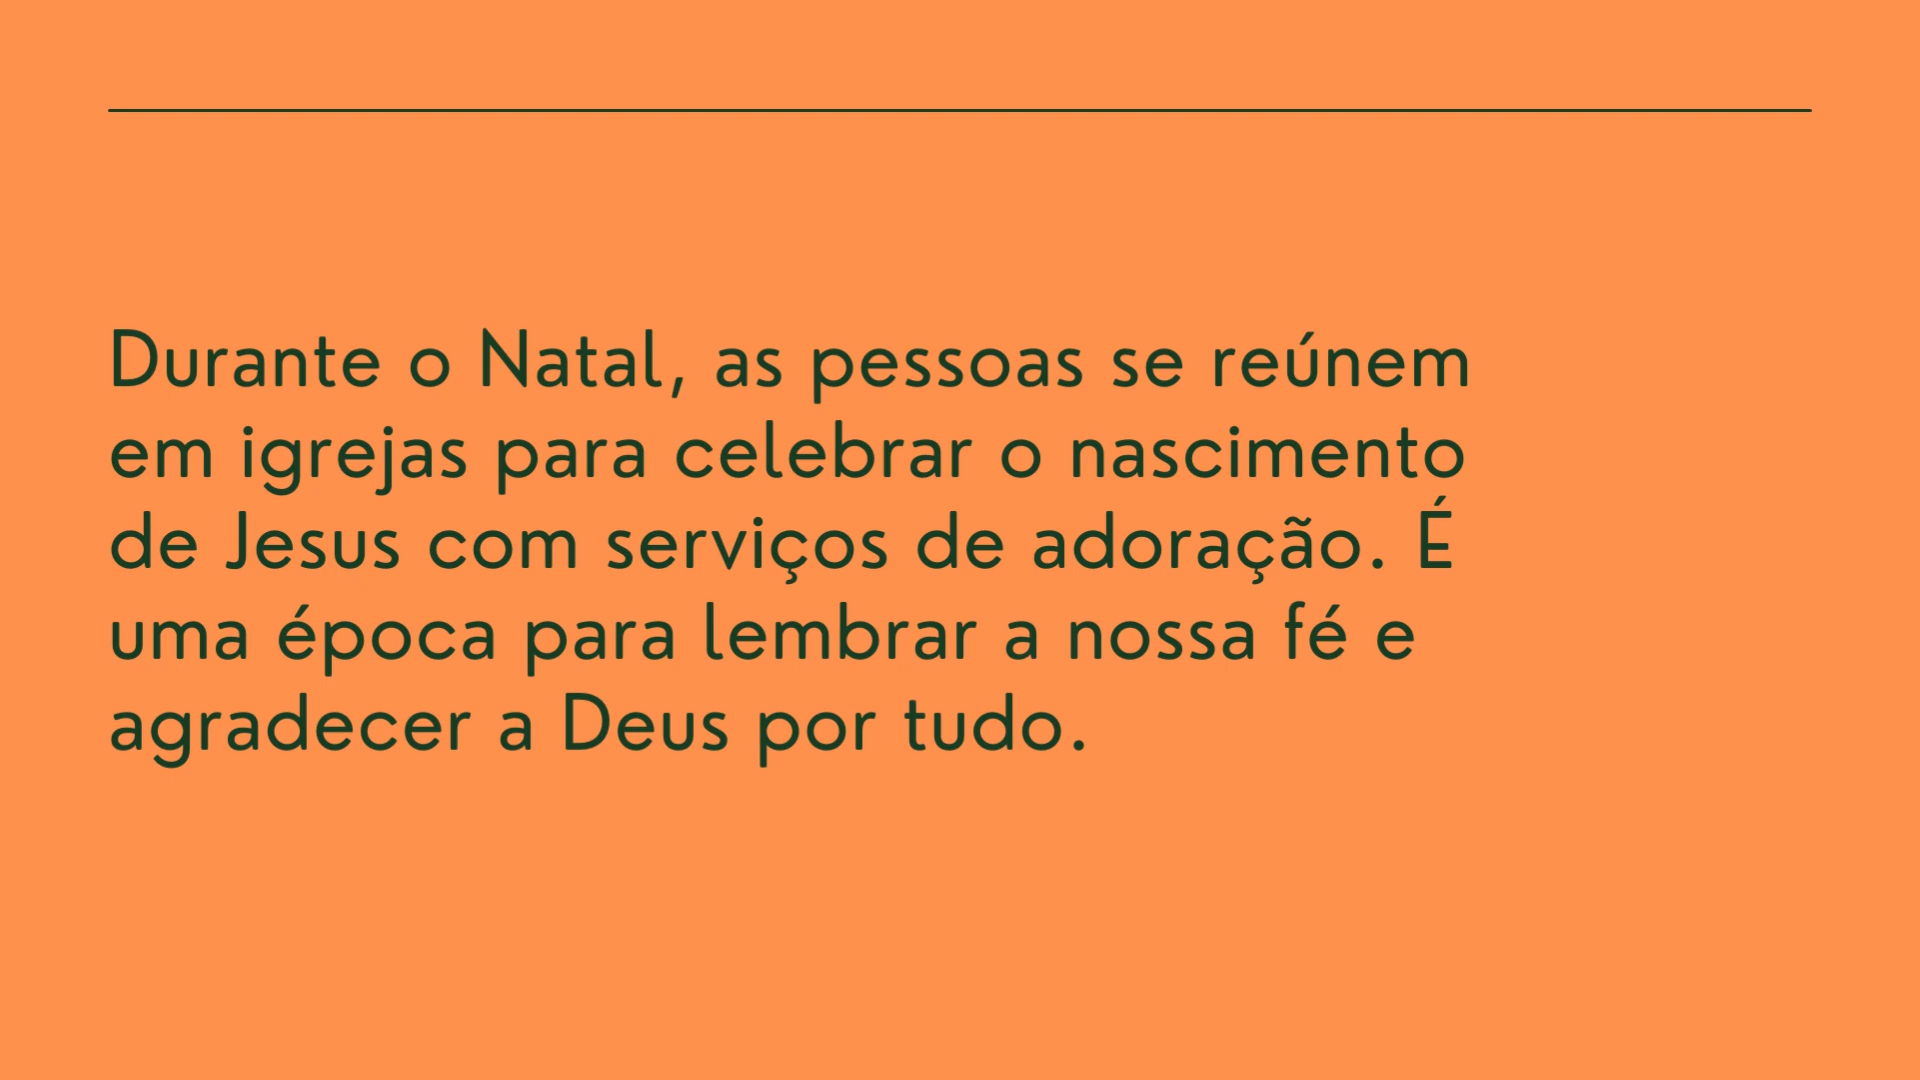 Durante o Natal, as pessoas se reúnem
em igrejas para celebrar o nascimento
de Jesus com serviços de adoração. É
uma época para lembrar a nossa fé e
agradecer a Deus por tudo.